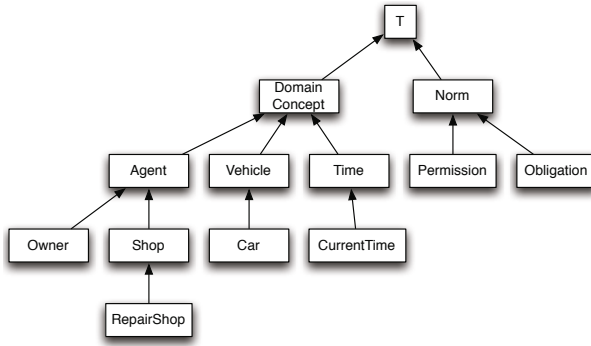 T
Domain
Concept
Norm
Agent
Vehicle
Time
Permission
Obligation
Owner
Shop
Car
CurrentTime
RepairShop